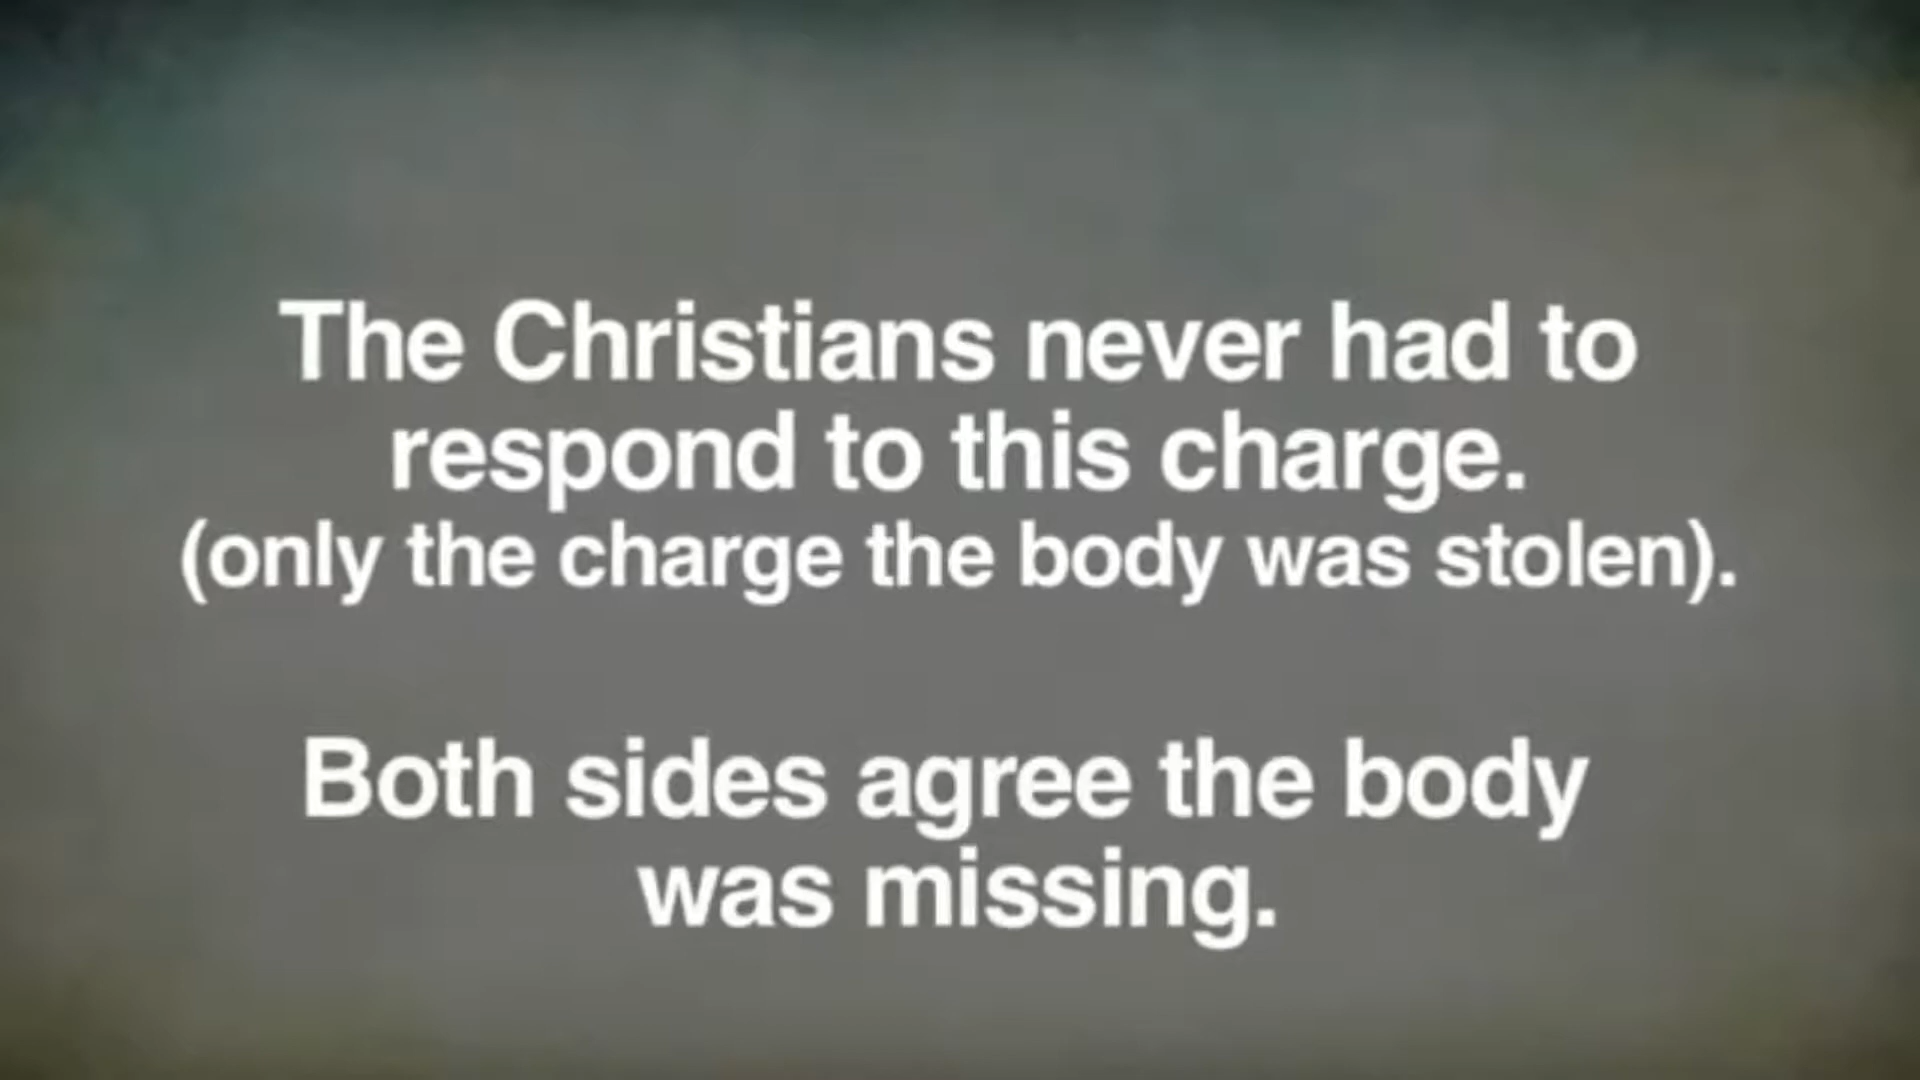 The Christians never had to
respond to this charge.
(only the charge the body was stolen).
Both sides agree the body
was missing.